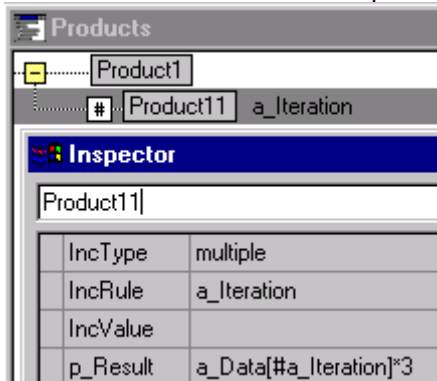 Products
Product1
# Product11 a_Iteration
Inspector
Product11
IncType multiple
IncRule a_Iteration
IncValue
p_Result a_Data[#a_Iteration]*3